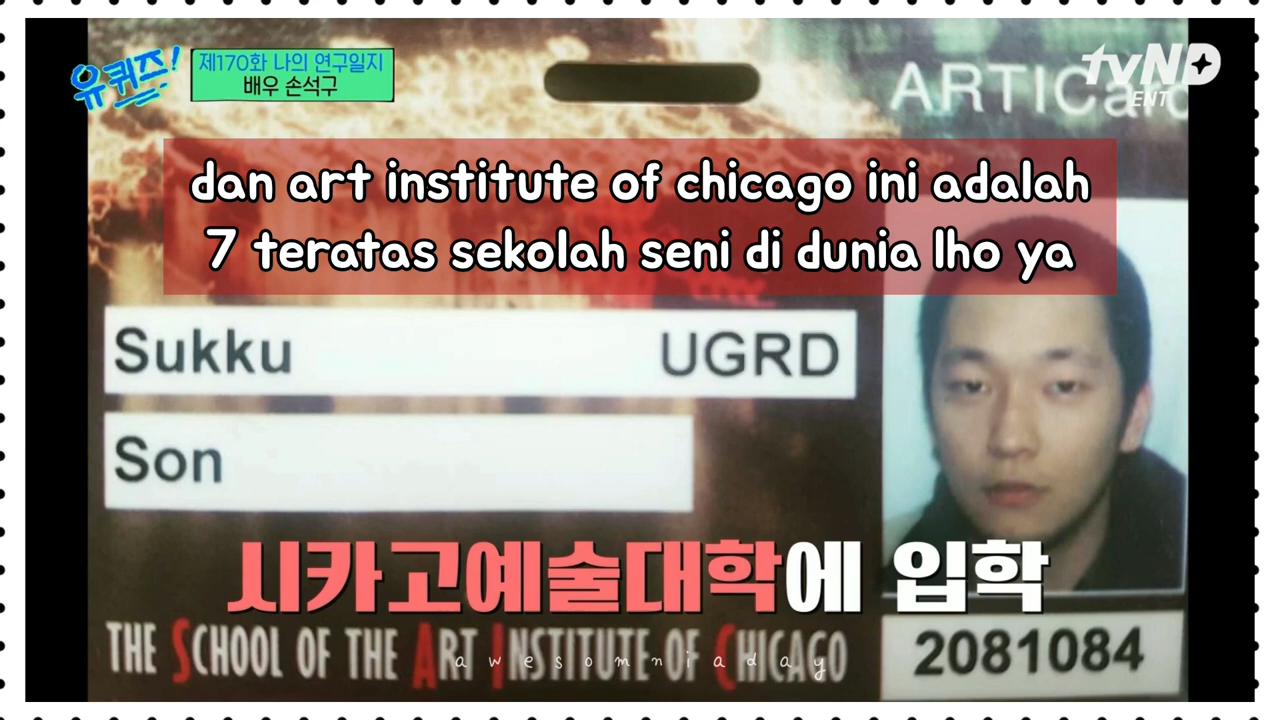 유퀴즈!
제170화 나의 연구일지
배우 손석구
tvN D
ENT
ARTICard
dan art institute of chicago ini adalah
7 teratas sekolah seni di dunia lho ya
Sukku UGRD
Son
시카고예술대학에 입학
THE SCHOOL OF THE ART INSTITUTE OF CHICAGO
awesomniaday
2081084